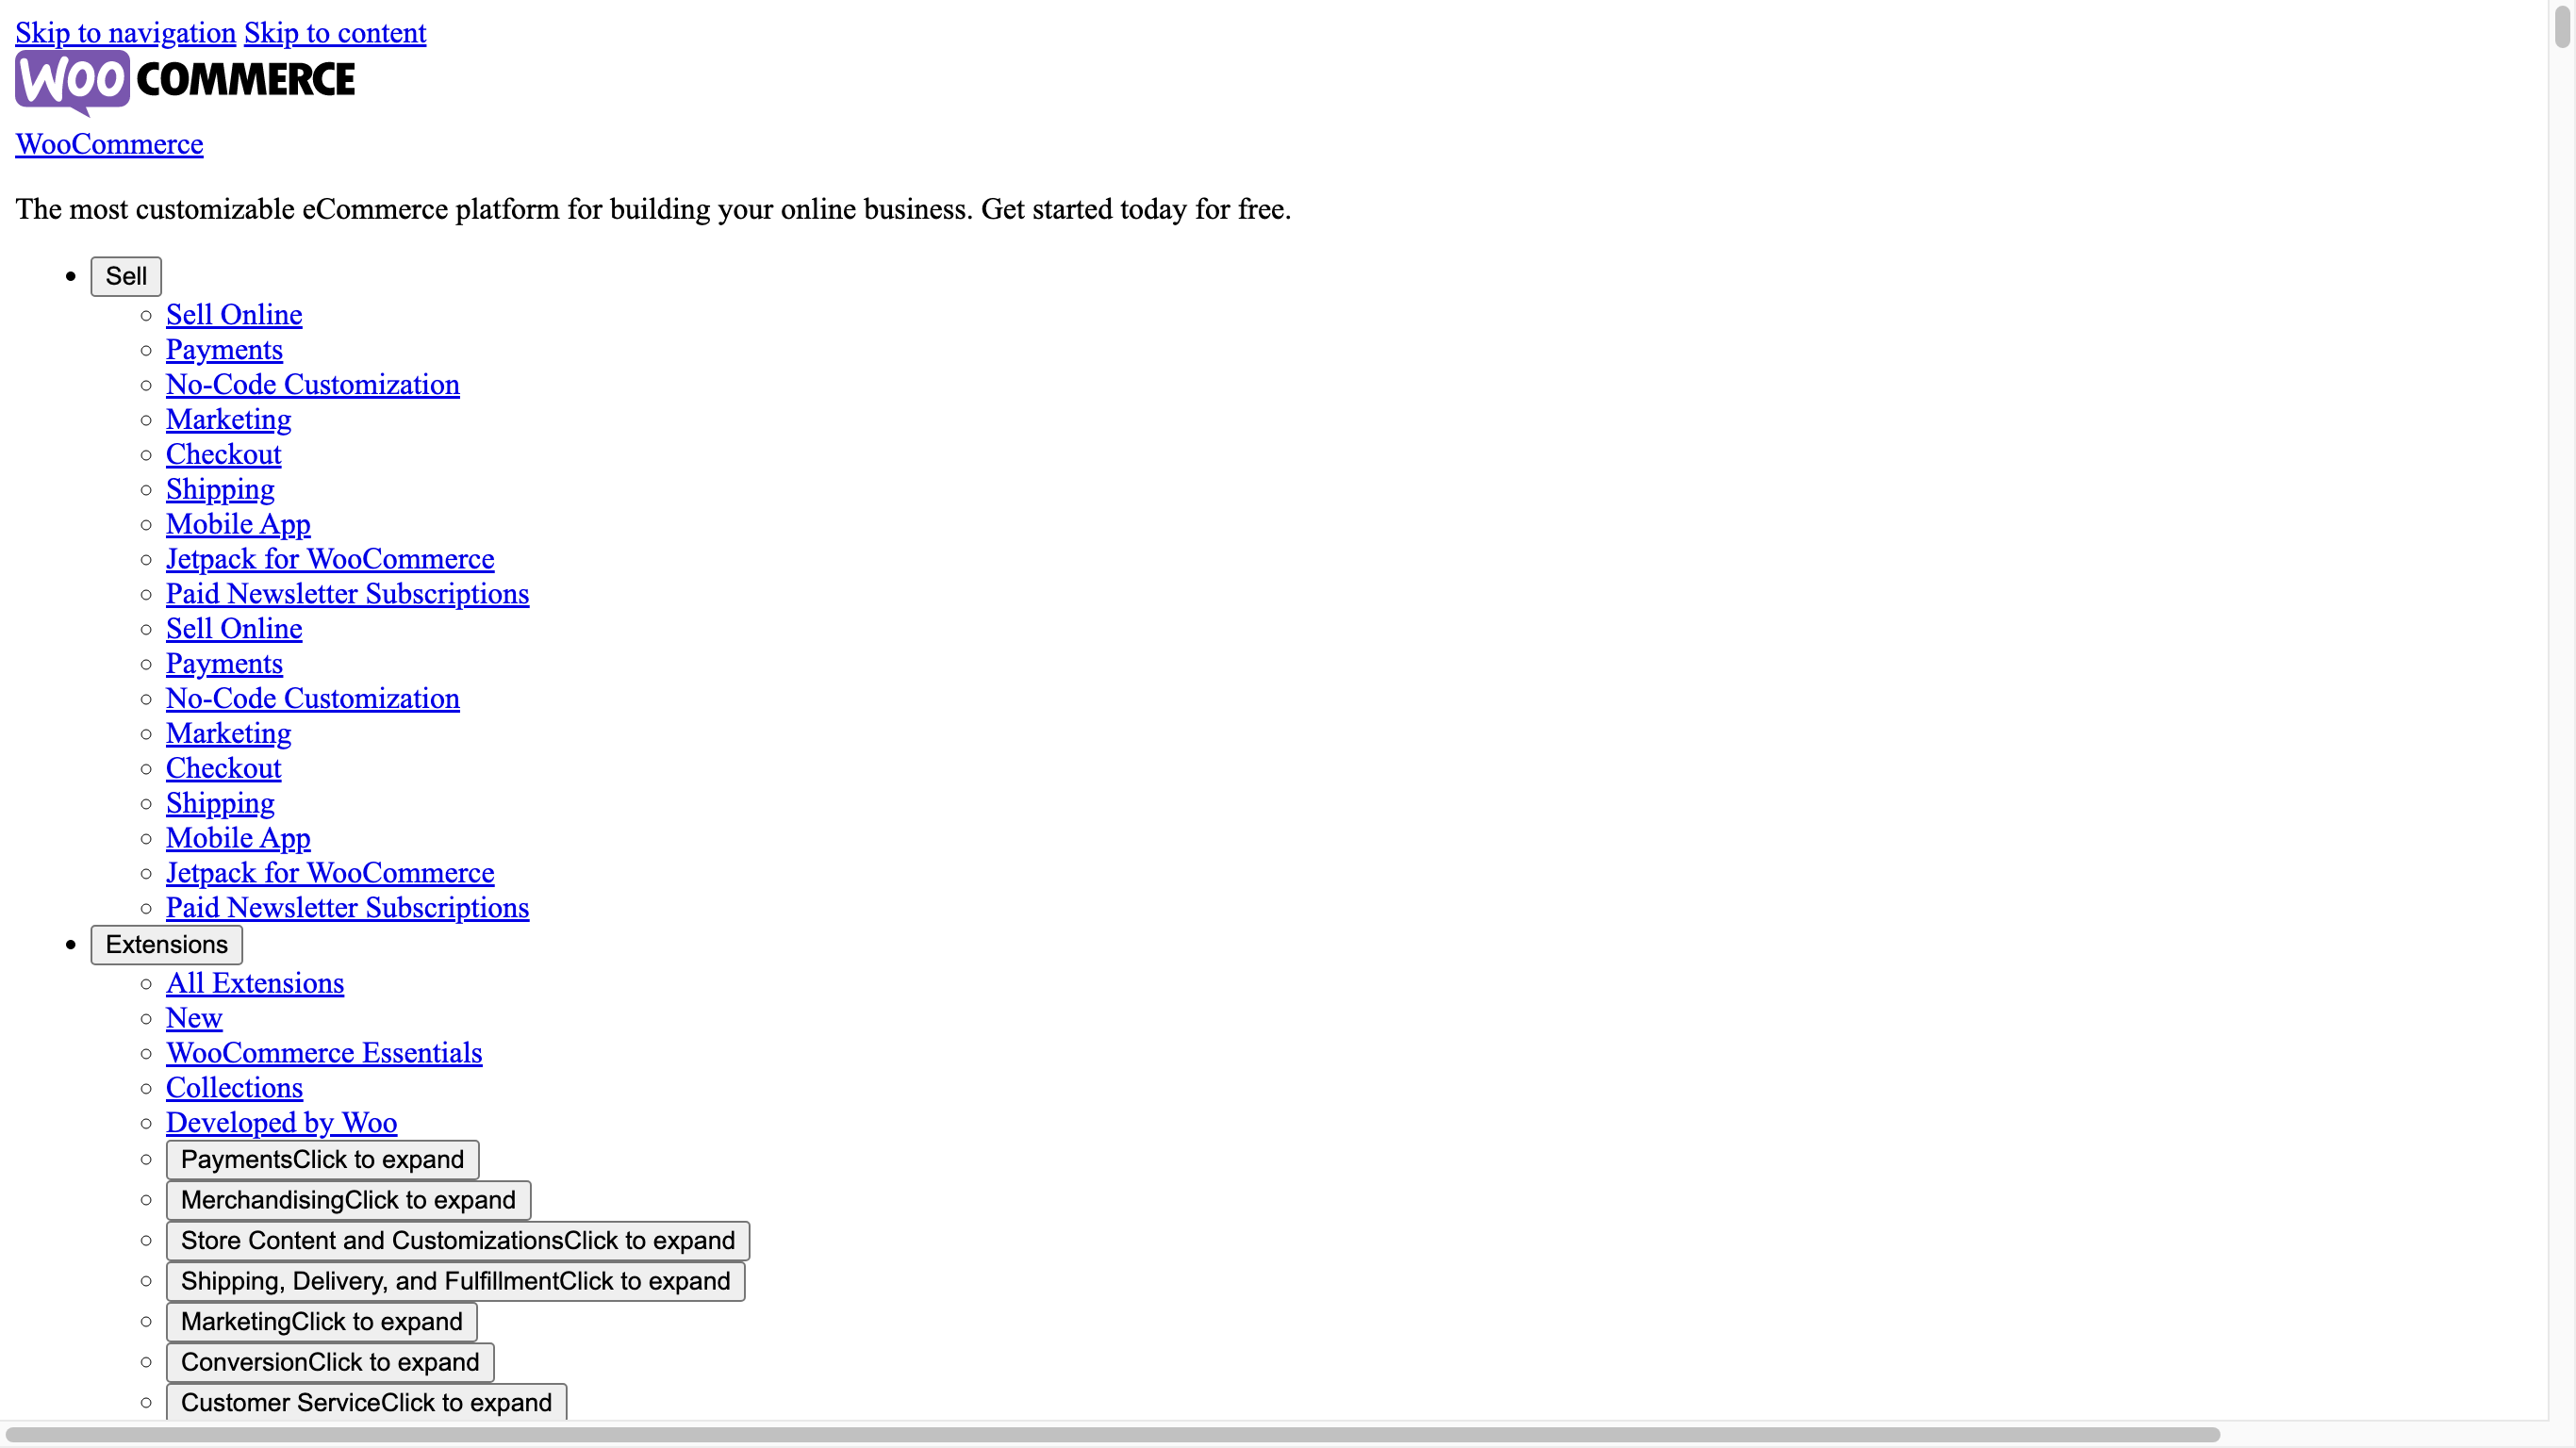 Skip to navigation Skip to content
WOO COMMERCE
WooCommerce
The most customizable eCommerce platform for building your online business. Get started today for free.
Sell
Sell Online
Payments
No-Code Customization
Marketing
Checkout
Shipping
Mobile App
Jetpack for WooCommerce
Paid Newsletter Subscriptions
Sell Online
Payments
No-Code Customization
Marketing
Checkout
Shipping
Mobile App
Jetpack for WooCommerce
Paid Newsletter Subscriptions
Extensions
All Extensions
New
WooCommerce Essentials
Collections
Developed by Woo
PaymentsClick to expand
MerchandisingClick to expand
Store Content and CustomizationsClick to expand
Shipping, Delivery, and FulfillmentClick to expand
MarketingClick to expand
ConversionClick to expand
Customer ServiceClick to expand